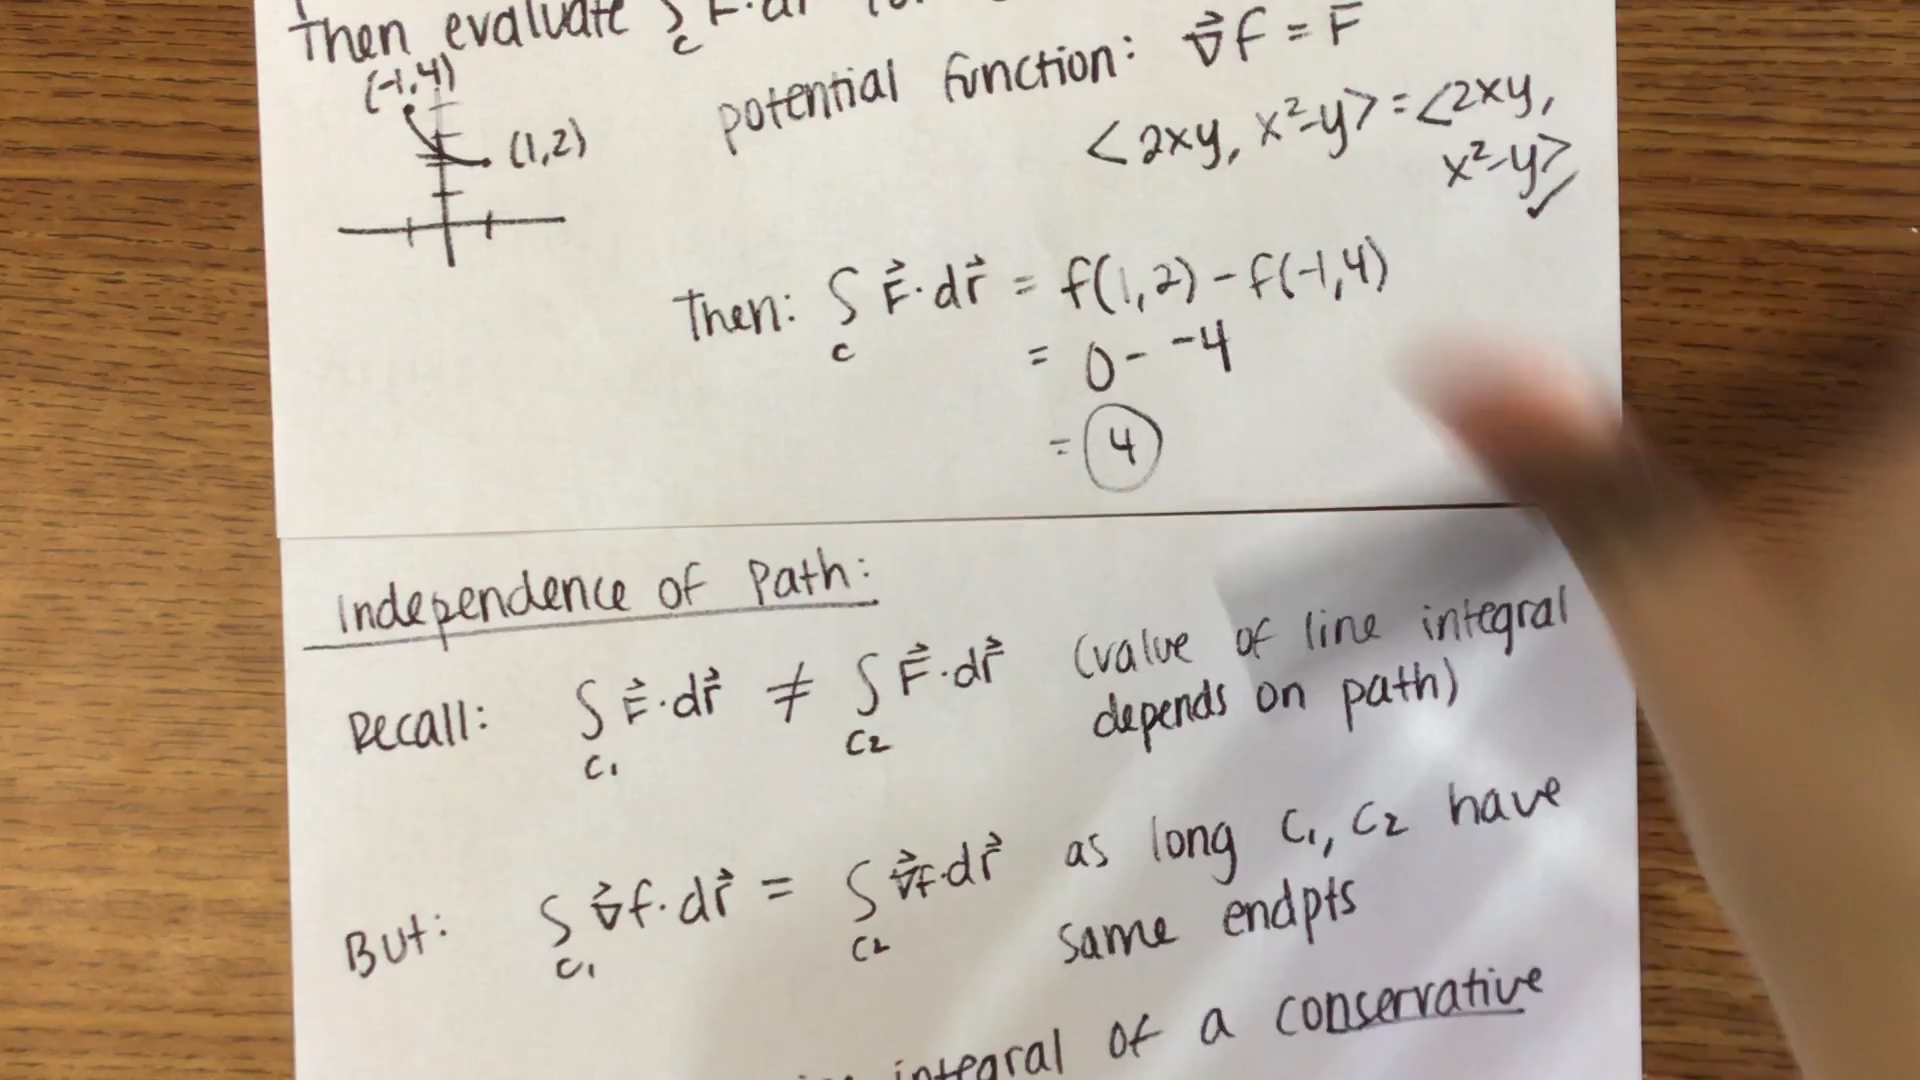 Then evaluate ∫ F·dr
C
(-1,4)
(1,2)
potential function: ∇f = F
<2xy, x²-y> = <2xy,
x²-y> ✓
Then: ∫ F·dr = f(1,2) - f(-1,4)
C
= 0 - -4
= 4
Independence of Path:
Recall: ∫ F·dr ≠ ∫ F·dr (value of line integral
C₁ C2 depends on path)
But: ∫ ∇f·dr = ∫ ∇f·dr as long C₁, C2 have
C₁ C2 same endpts
integral of a conservative